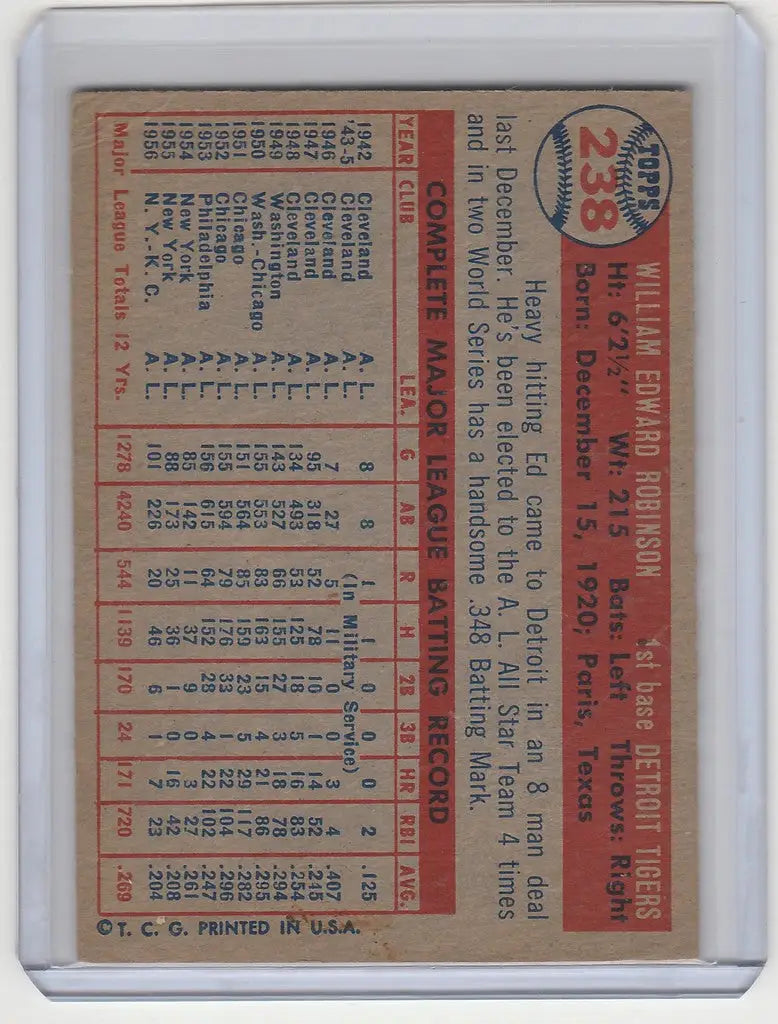 TOPPS
238
WILLIAM EDWARD ROBINSON 1st base DETROIT TIGERS
Ht: 6'2½" Wt: 215 Bats: Left Throws: Right
Born: December 15, 1920; Paris, Texas
Heavy hitting Ed came to Detroit in an 8 man deal
last December. He's been elected to the A. L. All Star Team 4 times
and in two World Series has a handsome .348 Batting Mark.
COMPLETE MAJOR LEAGUE BATTING RECORD
YEAR CLUB LEA. G AB R H 2B 3B HR RBI AVG.
1942 Cleveland A. L. 8 8 1 1 0 0 0 2 .125
'43-5 Cleveland A. L. (In Military Service)
1946 Cleveland A. L. 7 27 5 11 0 0 3 4 .407
1947 Cleveland A. L. 95 318 52 78 10 1 14 52 .245
1948 Cleveland A. L. 134 493 53 125 18 5 16 83 .254
1949 Washington A. L. 143 527 66 155 27 3 18 78 .294
1950 Wash.-Chicago A. L. 155 553 83 163 15 4 21 86 .295
1951 Chicago A. L. 151 564 85 159 23 5 29 117 .282
1952 Chicago A. L. 155 594 79 176 33 1 22 104 .296
1953 Philadelphia A. L. 156 615 64 152 28 4 22 102 .247
1954 New York A. L. 85 142 11 37 9 0 3 27 .261
1955 New York A. L. 88 173 25 36 1 0 16 42 .208
1956 N. Y.-K. C. A. L. 101 226 20 46 6 1 7 23 .204
Major League Totals 12 Yrs. 1278 4240 544 1139 170 24 171 720 .269
© T. C. G. PRINTED IN U.S.A.